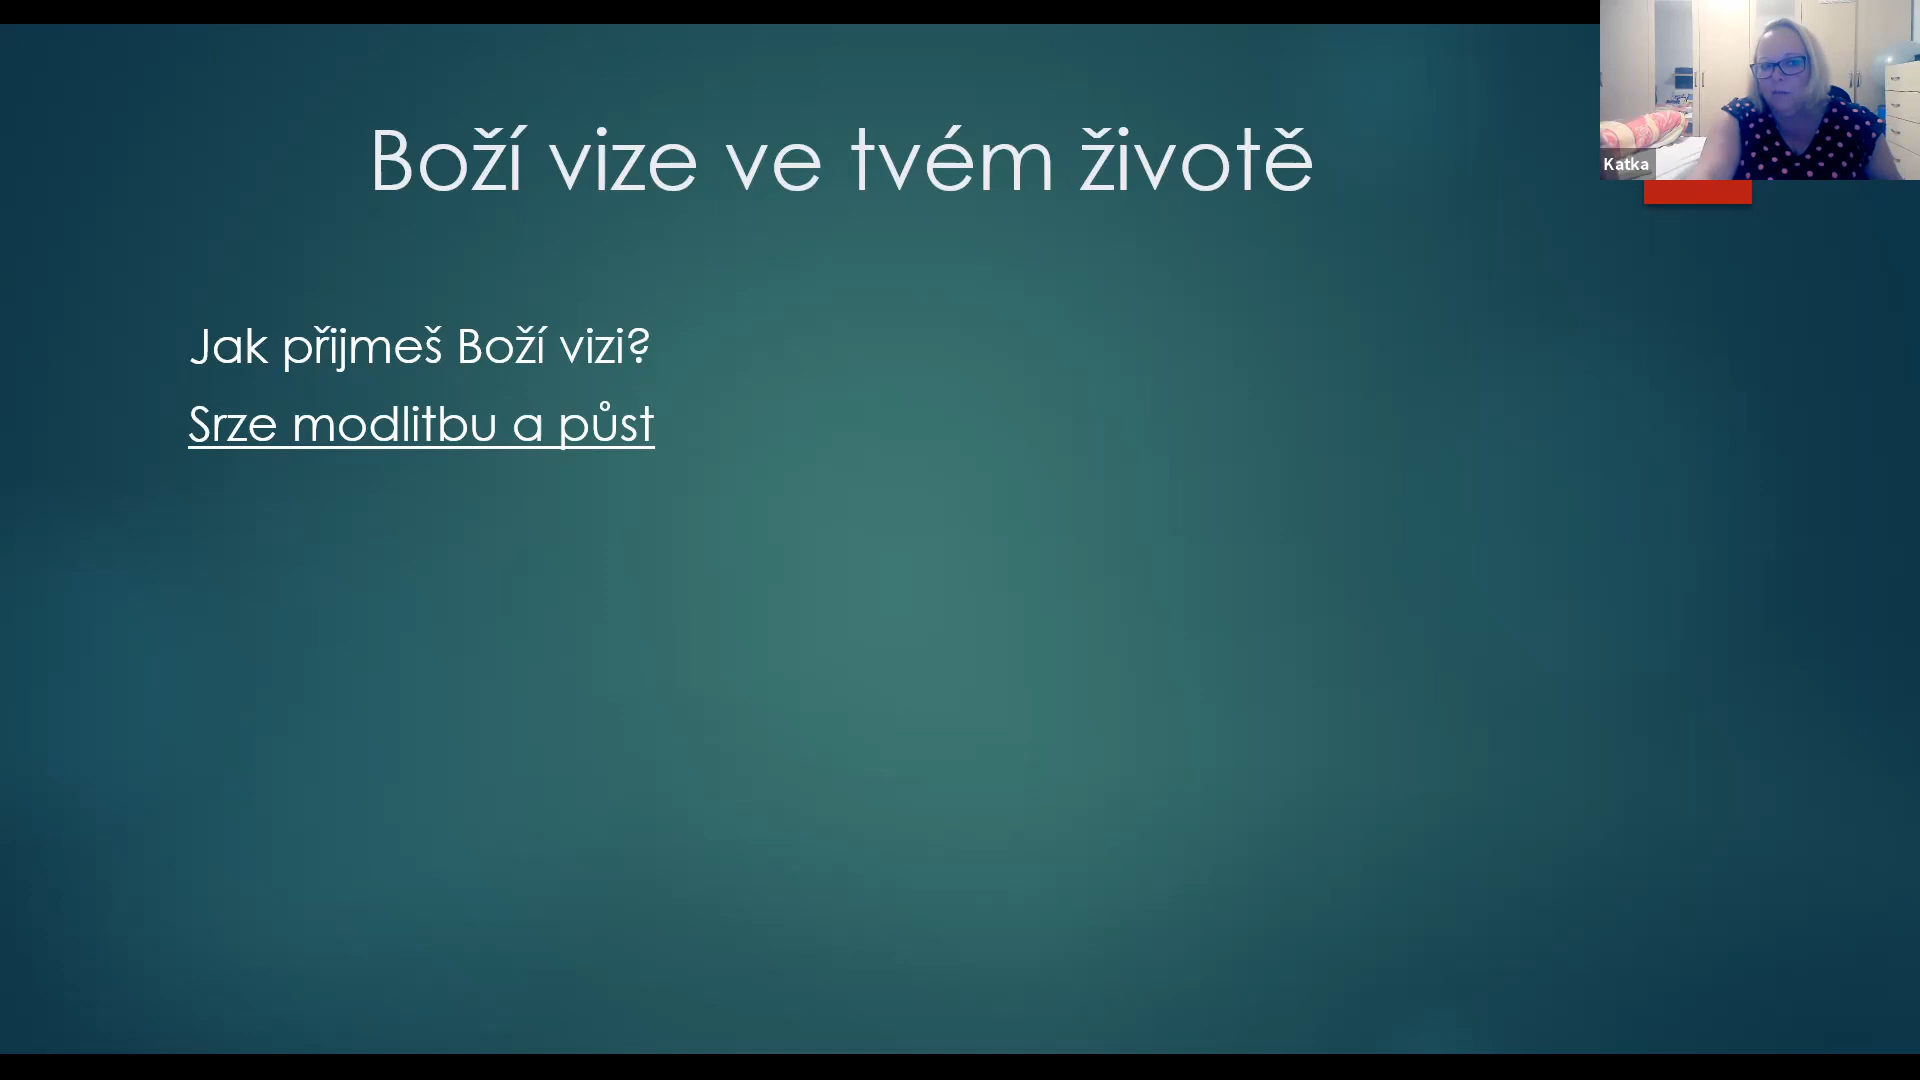 Boží vize ve tvém životě
Katka
Jak přijmeš Boží vizi?
Srze modlitbu a půst